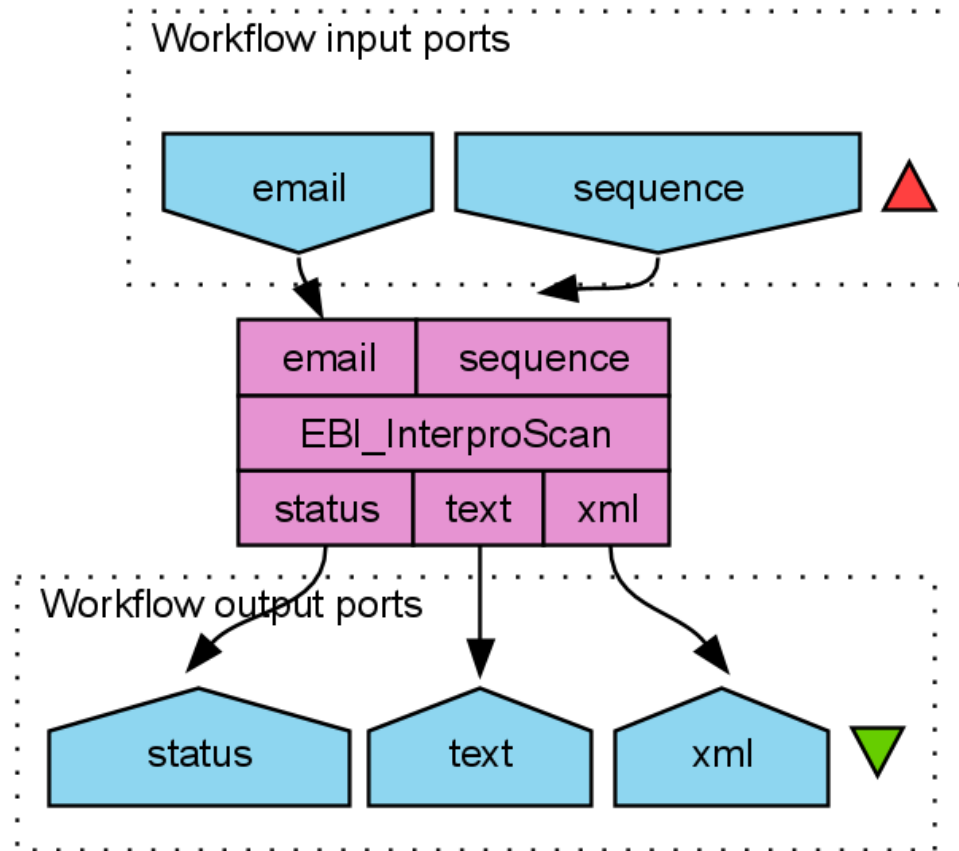 Workflow input ports
email
sequence
email
sequence
EBI_InterproScan
status
text
xml
Workflow output ports
status
text
xml